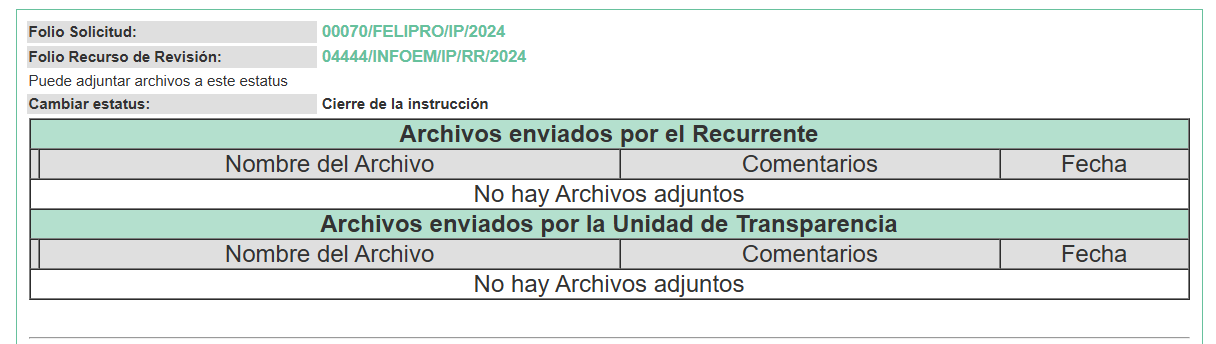 Folio Solicitud: 00070/FELIPRO/IP/2024
Folio Recurso de Revisión: 04444/INFOEM/IP/RR/2024
Puede adjuntar archivos a este estatus
Cambiar estatus: Cierre de la instrucción
Archivos enviados por el Recurrente
Nombre del Archivo Comentarios Fecha
No hay Archivos adjuntos
Archivos enviados por la Unidad de Transparencia
Nombre del Archivo Comentarios Fecha
No hay Archivos adjuntos